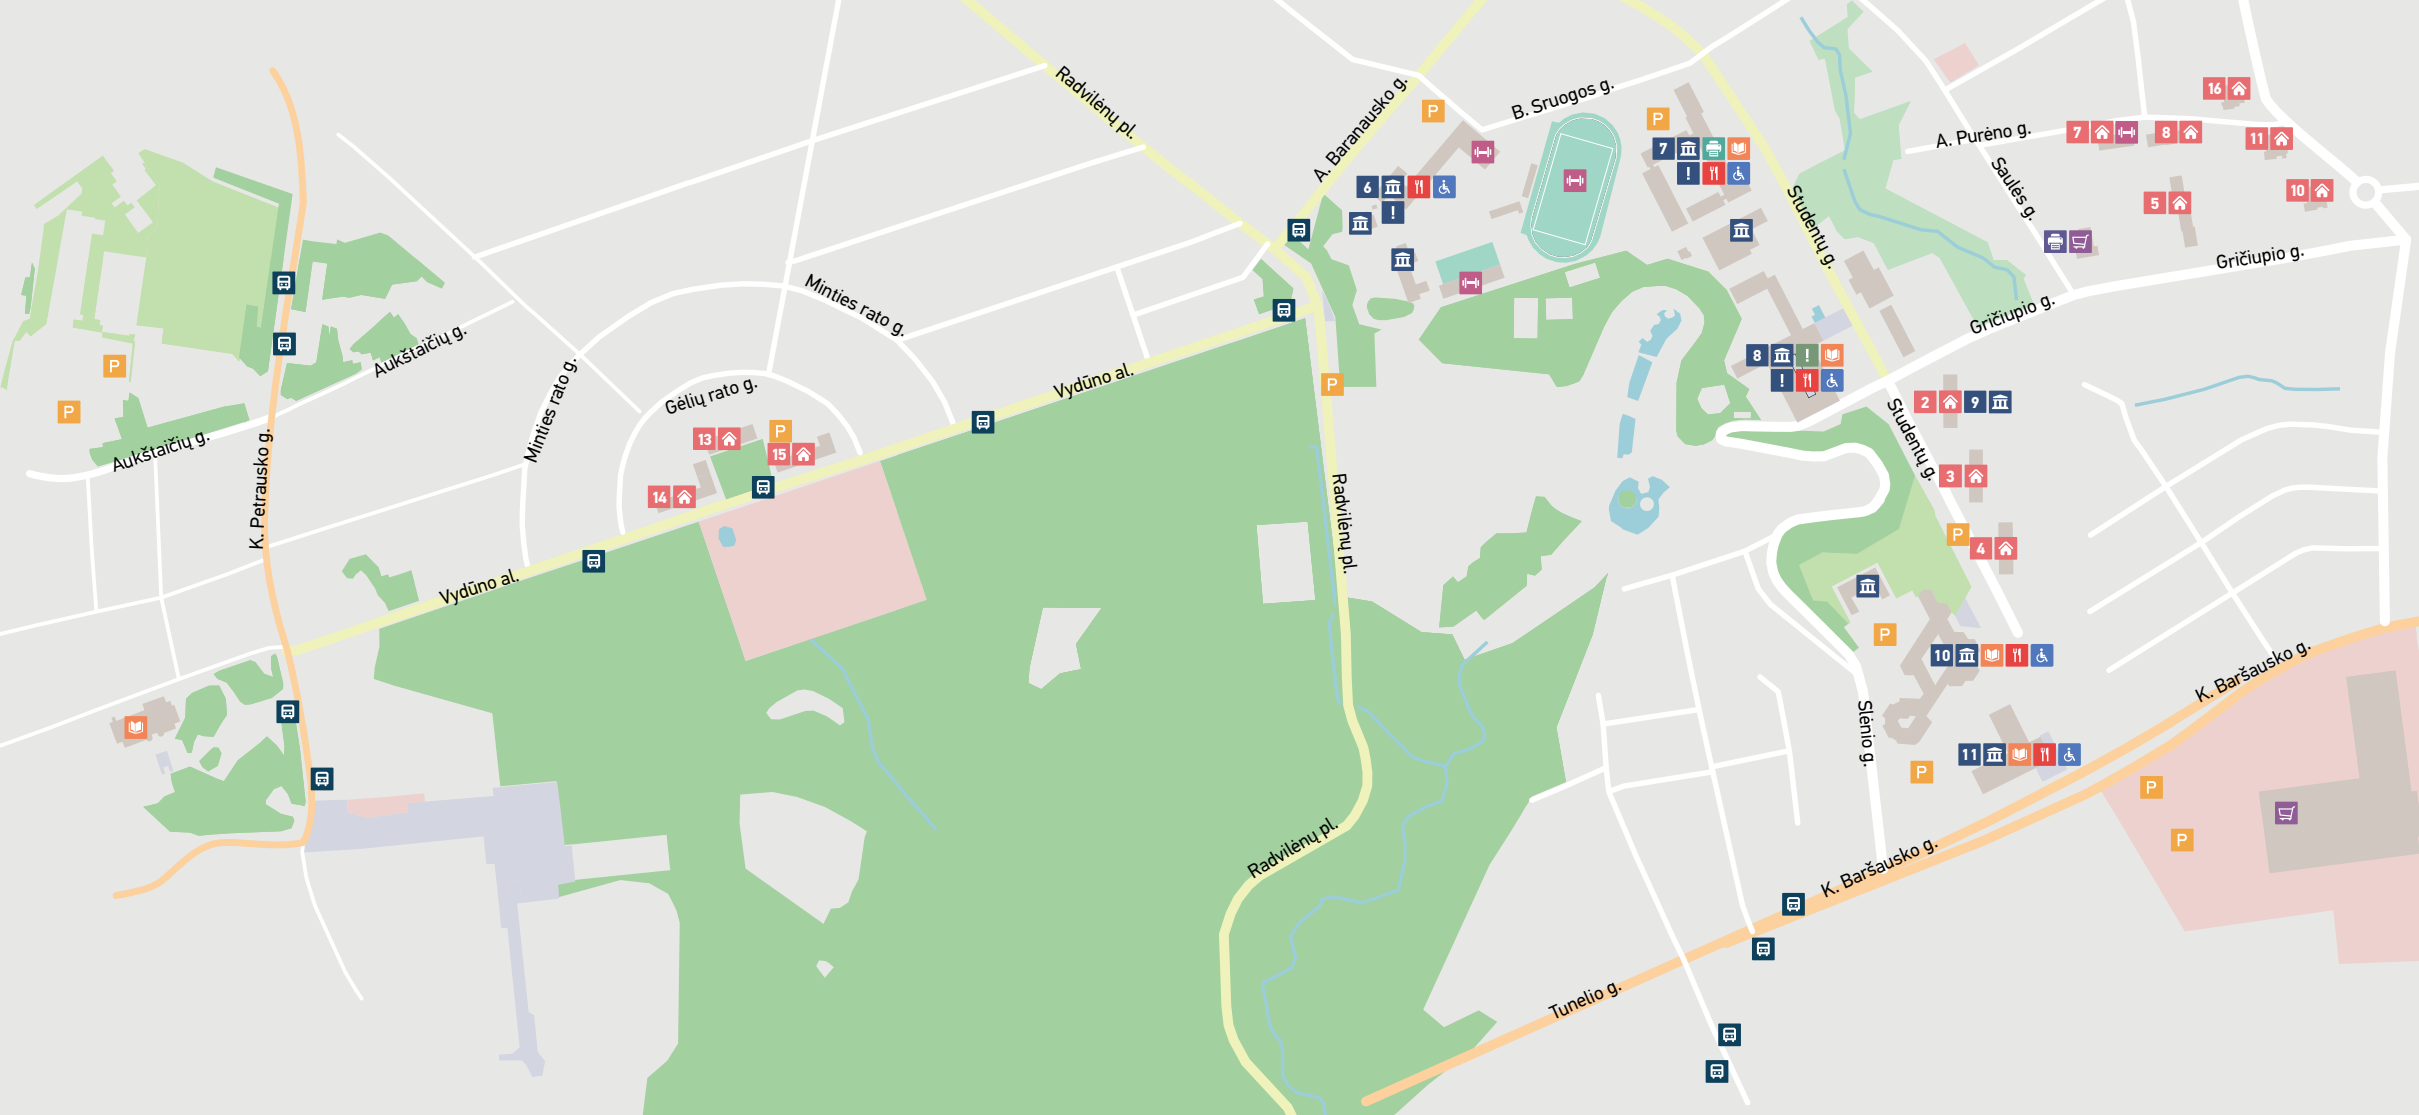 Radvilėnų pl.
A. Baranausko g.
B. Sruogos g.
P
P
7
!
6
!
Studentų g.
A. Purėno g.
Saulės g.
16
7
8
11
10
5
Gričiupio g.
Gričiupio g.
Minties rato g.
Minties rato g.
Aukštaičių g.
Aukštaičių g.
P
P
K. Petrausko g.
Gėlių rato g.
13
P
15
14
Vydūno al.
Vydūno al.
P
Radvilėnų pl.
8
!
!
2
9
Studentų g.
3
P
4
P
10
11
P
Slėnio g.
K. Baršausko g.
K. Baršausko g.
P
P
Radvilėnų pl.
Tunelio g.